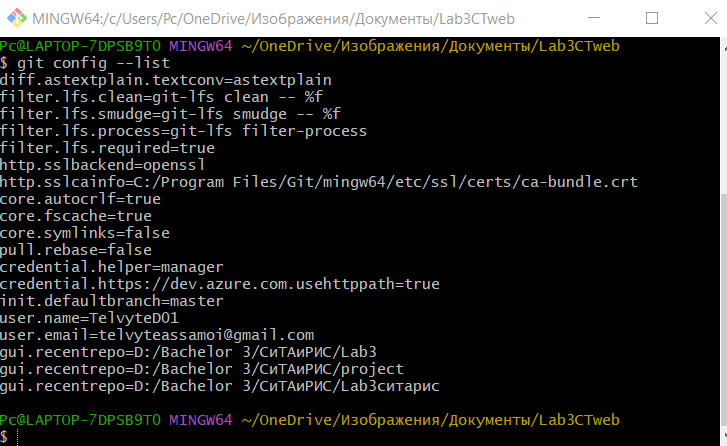 MINGW64:/c/Users/Pc/OneDrive/Изображения/Документы/Lab3CTweb
Pc@LAPTOP-7DPSB9T0 MINGW64 ~/OneDrive/Изображения/Документы/Lab3CTweb
$ git config --list
diff.astextplain.textconv=astextplain
filter.lfs.clean=git-lfs clean -- %f
filter.lfs.smudge=git-lfs smudge -- %f
filter.lfs.process=git-lfs filter-process
filter.lfs.required=true
http.sslbackend=openssl
http.sslcainfo=C:/Program Files/Git/mingw64/etc/ssl/certs/ca-bundle.crt
core.autocrlf=true
core.fscache=true
core.symlinks=false
pull.rebase=false
credential.helper=manager
credential.https://dev.azure.com.usehttppath=true
init.defaultbranch=master
user.name=TelvyteD01
user.email=telvyteassamoi@gmail.com
gui.recentrepo=D:/Bachelor 3/СиТАиРИС/Lab3
gui.recentrepo=D:/Bachelor 3/СиТАиРИС/project
gui.recentrepo=D:/Bachelor 3/СиТАиРИС/Lab3ситарис
Pc@LAPTOP-7DPSB9T0 MINGW64 ~/OneDrive/Изображения/Документы/Lab3CTweb
$